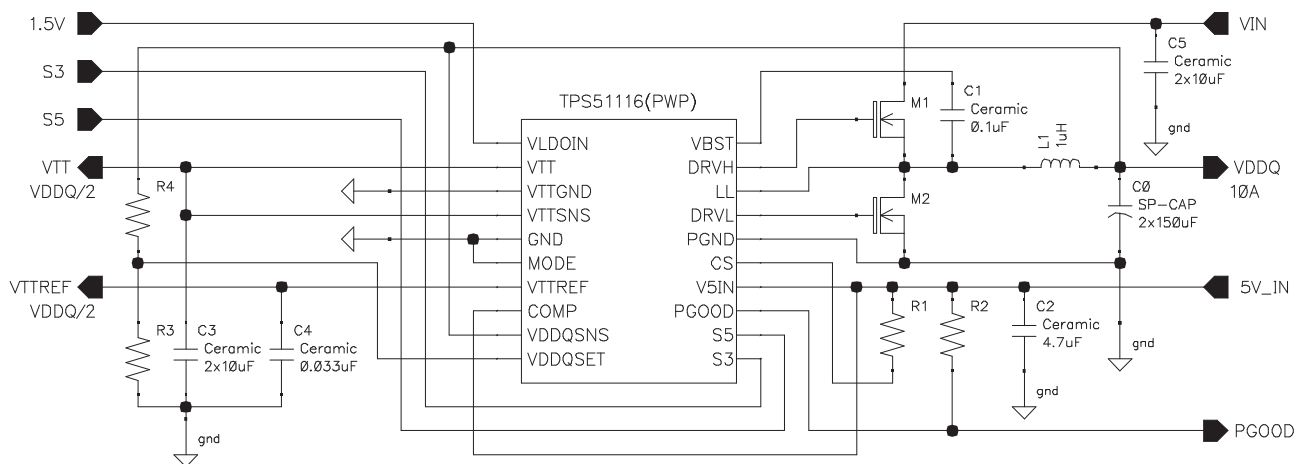 1.5V
VIN
S3
C5
Ceramic
2x10uF
S5
TPS51116(PWP)
M1
C1
Ceramic
0.1uF
gnd
L1
1uH
VLDOIN
VBST
VTT
VDDQ/2
VTT
DRVH
VDDQ
10A
R4
VTTGND
LL
M2
C0
SP-CAP
2x150uF
VTTSNS
DRVL
GND
PGND
MODE
CS
VTTREF
VDDQ/2
VTTREF
V5IN
5V_IN
COMP
PGOOD
R1
R2
C2
Ceramic
4.7uF
R3
C3
Ceramic
2x10uF
C4
Ceramic
0.033uF
VDDQSNS
S5
gnd
VDDQSET
S3
gnd
gnd
PGOOD